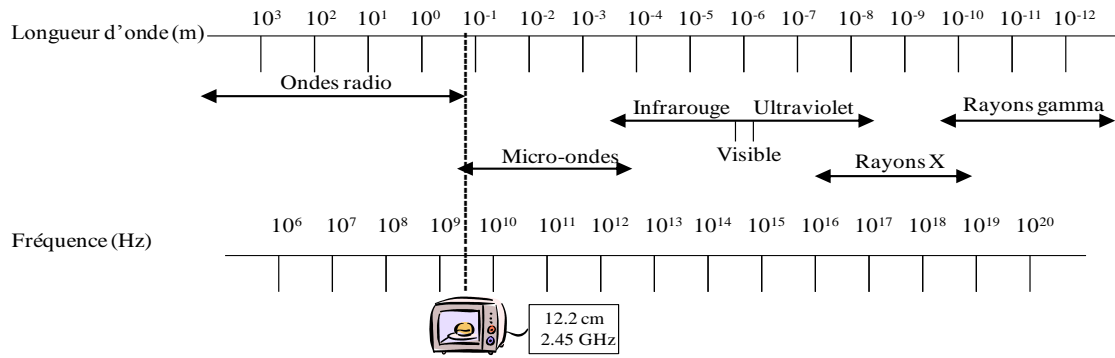 10³ 10² 10¹ 10⁰ 10⁻¹ 10⁻² 10⁻³ 10⁻⁴ 10⁻⁵ 10⁻⁶ 10⁻⁷ 10⁻⁸ 10⁻⁹ 10⁻¹⁰ 10⁻¹¹ 10⁻¹²
Longueur d'onde (m)
Ondes radio
Infrarouge Ultraviolet Rayons gamma
Visible
Micro-ondes Rayons X
10⁶ 10⁷ 10⁸ 10⁹ 10¹⁰ 10¹¹ 10¹² 10¹³ 10¹⁴ 10¹⁵ 10¹⁶ 10¹⁷ 10¹⁸ 10¹⁹ 10²⁰
Fréquence (Hz)
12.2 cm
2.45 GHz